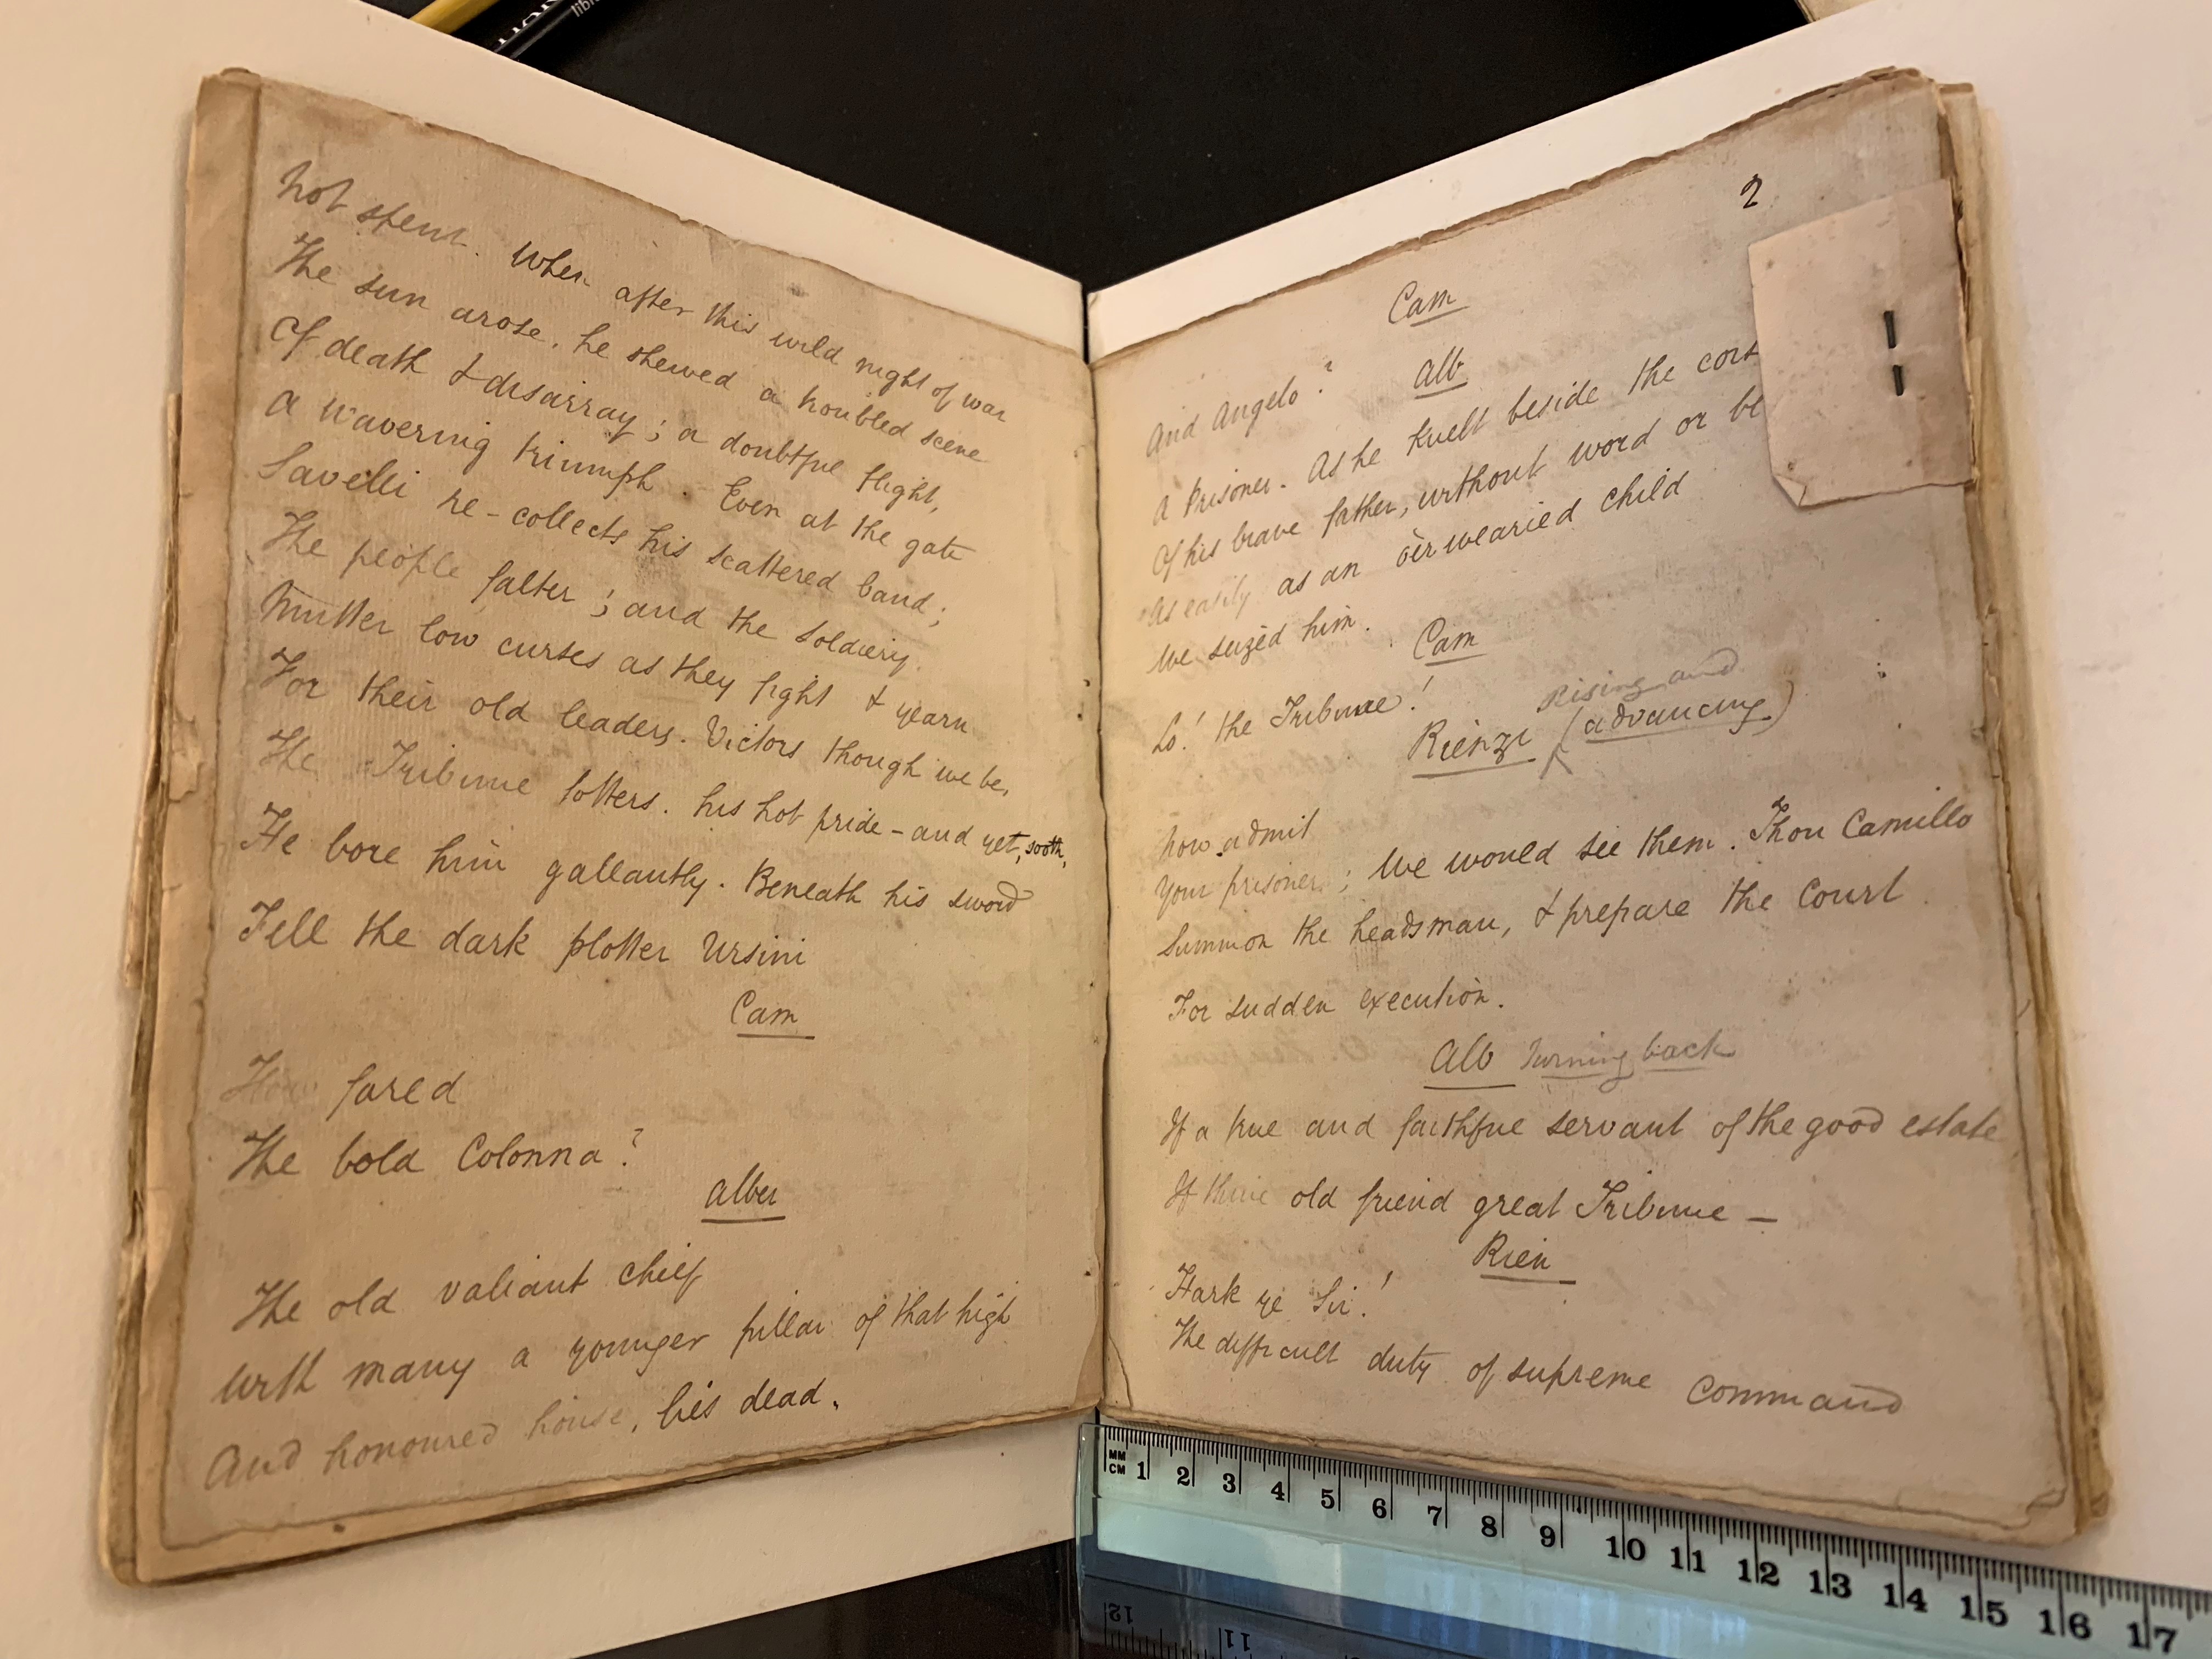 not spent. When after this wild night of war
The sun arose, he shewed a troubled scene
Of death & disarray; a doubtful flight,
A wavering triumph. Even at the gate
Savelli re-collects his scattered band;
The people falter; and the soldiery
Mutter low curses as they fight & yearn
For their old leaders. Victors though we be,
The Tribune totters. his hot pride - and yet, sooth,
He bore him gallantly. Beneath his sword
Fell the dark plotter Ursini
Cam
How fared
The bold Colonna?
Alber
The old valiant chief
With many a younger pillar of that high
And honoured house, lies dead.
2
Cam
And Angelo?
Alb
A Prisoner. As he knelt beside the cors
Of his brave father, without word or bl
As easily as an o'er wearied child
We seized him.
Cam
Lo! the Tribune!
Rising and
Rienzi (advancing)
Now admit
Your prisoners; We would see them. Thou Camillo
Summon the headsman, & prepare the Court
For sudden execution.
Alb Turning back
If a true and faithful servant of the good estate
If thine old friend great Tribune —
Rien
Hark ye Sir!
The difficult duty of supreme command
MM
CM
1 2 3 4 5 6 7 8 9 10 11 12 13 14 15 16 17
12 11